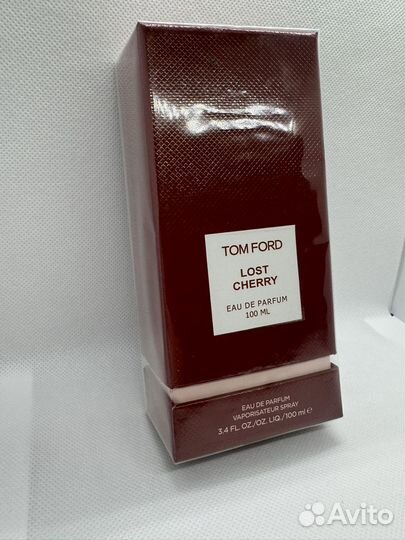 TOM FORD
LOST
CHERRY
EAU DE PARFUM
100 ML
EAU DE PARFUM
VAPORISATEUR SPRAY
3.4 FL. OZ./OZ. LIQ./100 ml ℮
Avito